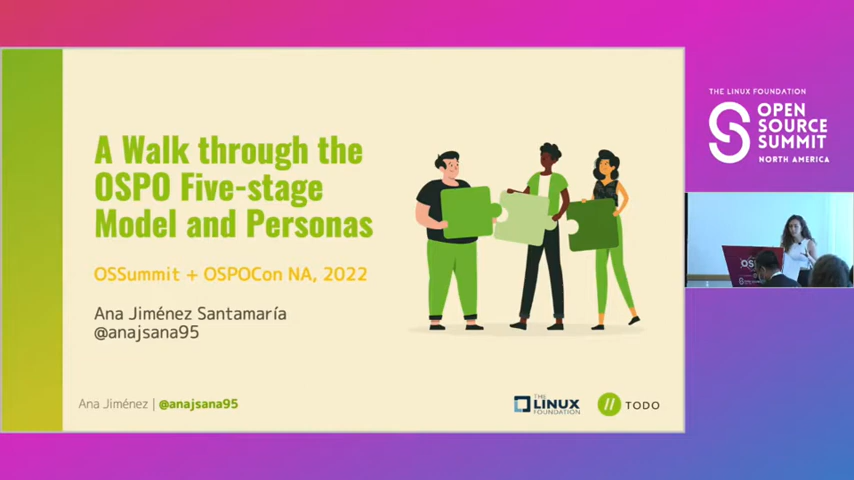 A Walk through the
OSPO Five-stage
Model and Personas
OSSummit + OSPOCon NA, 2022
Ana Jiménez Santamaría
@anajsana95
Ana Jiménez | @anajsana95
THE
LINUX
FOUNDATION
TODO
THE LINUX FOUNDATION
OPEN
SOURCE
SUMMIT
NORTH AMERICA